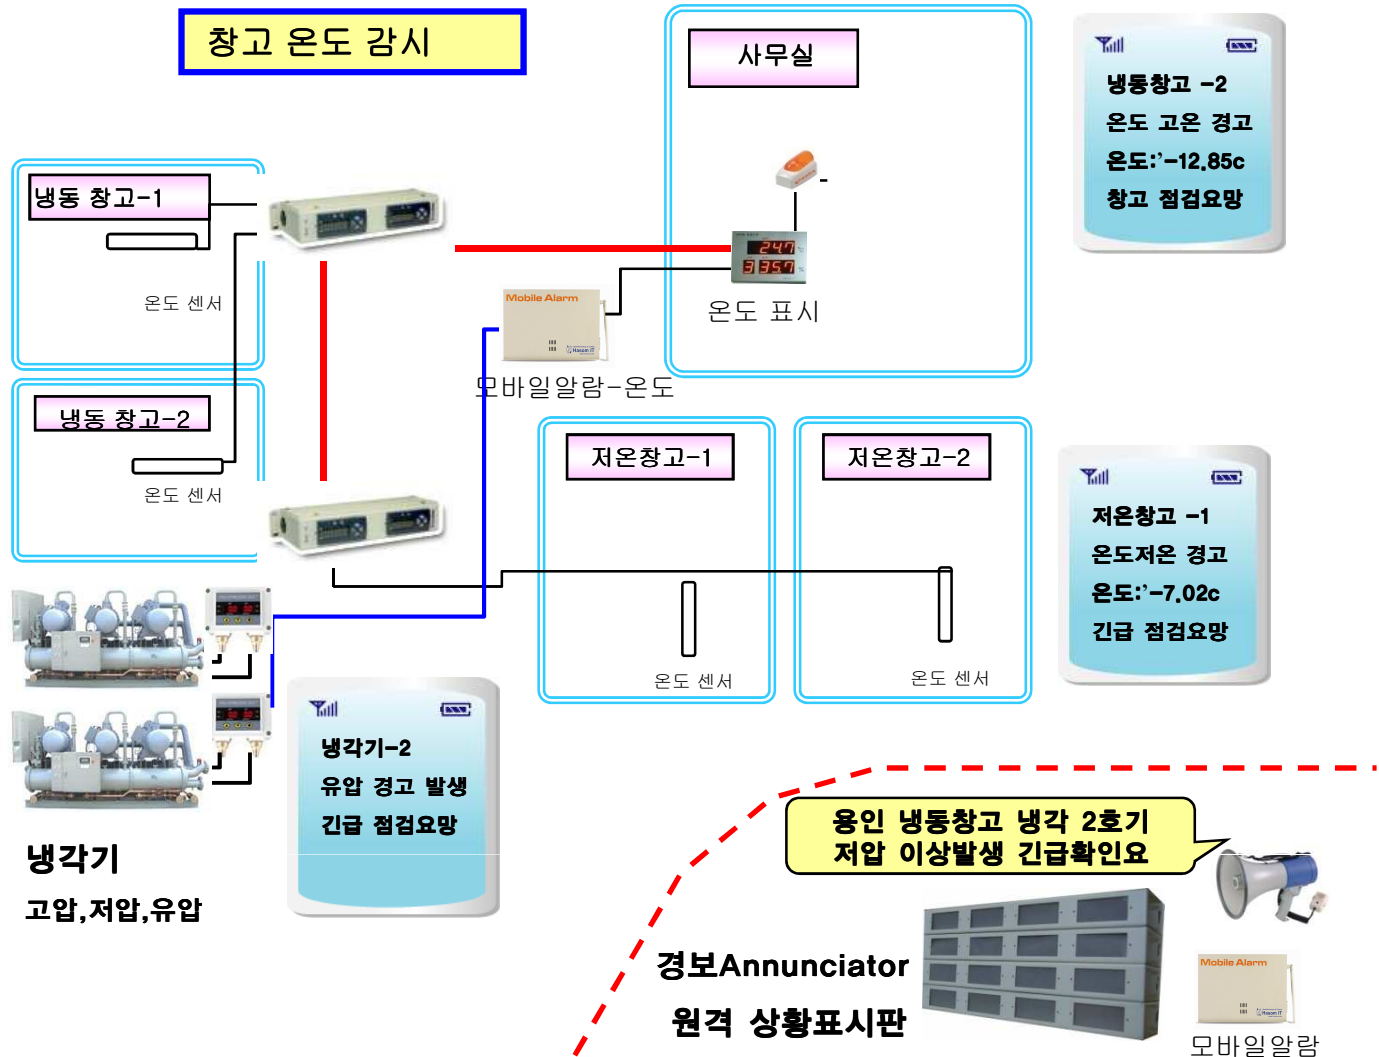 창고 온도 감시
사무실
냉동창고 -2
온도 고온 경고
온도:'-12.85c
창고 점검요망
냉동 창고-1
온도 센서
24.7
3 35.7
온도 표시
Mobile Alarm
Hasom IT
모바일알람-온도
냉동 창고-2
온도 센서
저온창고-1
온도 센서
저온창고-2
온도 센서
저온창고 -1
온도저온 경고
온도:'-7.02c
긴급 점검요망
냉각기-2
유압 경고 발생
긴급 점검요망
냉각기
고압,저압,유압
용인 냉동창고 냉각 2호기
저압 이상발생 긴급확인요
경보Annunciator
원격 상황표시판
Mobile Alarm
Hasom IT
모바일알람